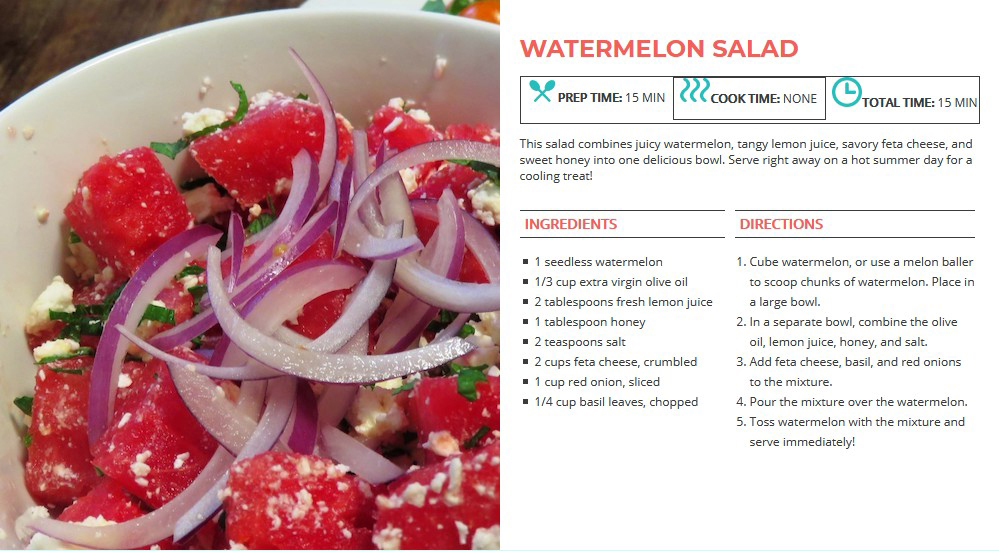 WATERMELON SALAD
PREP TIME: 15 MIN COOK TIME: NONE TOTAL TIME: 15 MIN
This salad combines juicy watermelon, tangy lemon juice, savory feta cheese, and
sweet honey into one delicious bowl. Serve right away on a hot summer day for a
cooling treat!
INGREDIENTS
1 seedless watermelon
1/3 cup extra virgin olive oil
2 tablespoons fresh lemon juice
1 tablespoon honey
2 teaspoons salt
2 cups feta cheese, crumbled
1 cup red onion, sliced
1/4 cup basil leaves, chopped
DIRECTIONS
1. Cube watermelon, or use a melon baller
to scoop chunks of watermelon. Place in
a large bowl.
2. In a separate bowl, combine the olive
oil, lemon juice, honey, and salt.
3. Add feta cheese, basil, and red onions
to the mixture.
4. Pour the mixture over the watermelon.
5. Toss watermelon with the mixture and
serve immediately!